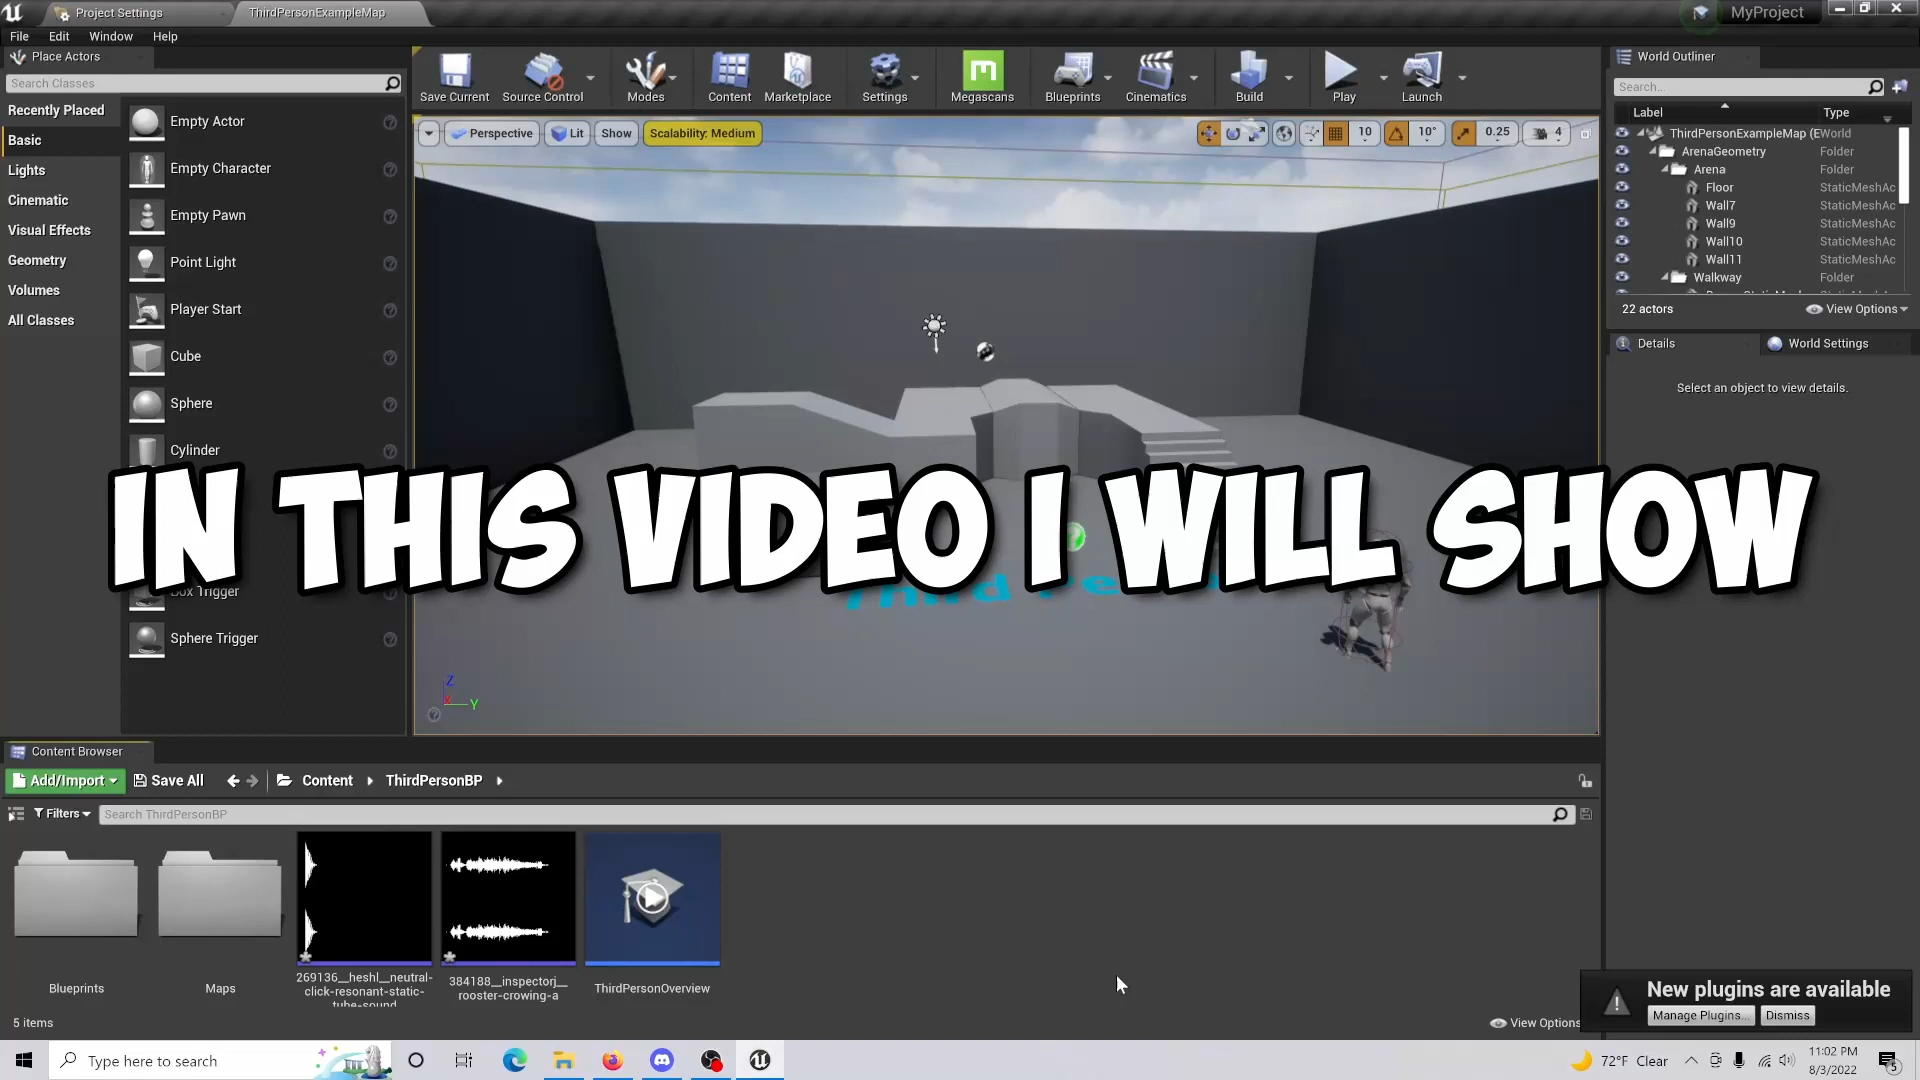 Project Settings
ThirdPersonExampleMap
MyProject
File Edit Window Help
Place Actors
Search Classes
Recently Placed
Basic
Lights
Cinematic
Visual Effects
Geometry
Volumes
All Classes
Empty Actor
Empty Character
Empty Pawn
Point Light
Player Start
Cube
Sphere
Cylinder
Box Trigger
Sphere Trigger
Save Current
Source Control
Modes
Content
Marketplace
Settings
Megascans
Blueprints
Cinematics
Build
Play
Launch
Perspective
Lit
Show
Scalability: Medium
10
10°
0.25
4
IN THIS VIDEO I WILL SHOW
Z
Y
World Outliner
Search...
Label Type
ThirdPersonExampleMap (E World
ArenaGeometry Folder
Arena Folder
Floor StaticMeshAc
Wall7 StaticMeshAc
Wall9 StaticMeshAc
Wall10 StaticMeshAc
Wall11 StaticMeshAc
Walkway Folder
22 actors
View Options
Details
World Settings
Select an object to view details.
Content Browser
Add/Import
Save All
Content
ThirdPersonBP
Filters
Search ThirdPersonBP
Blueprints
Maps
269136__heshl__neutral-
click-resonant-static-
tube-sound
384188__inspectorj__
rooster-crowing-a
ThirdPersonOverview
5 items
View Options
New plugins are available
Manage Plugins...
Dismiss
Type here to search
72°F Clear
11:02 PM
8/3/2022
5